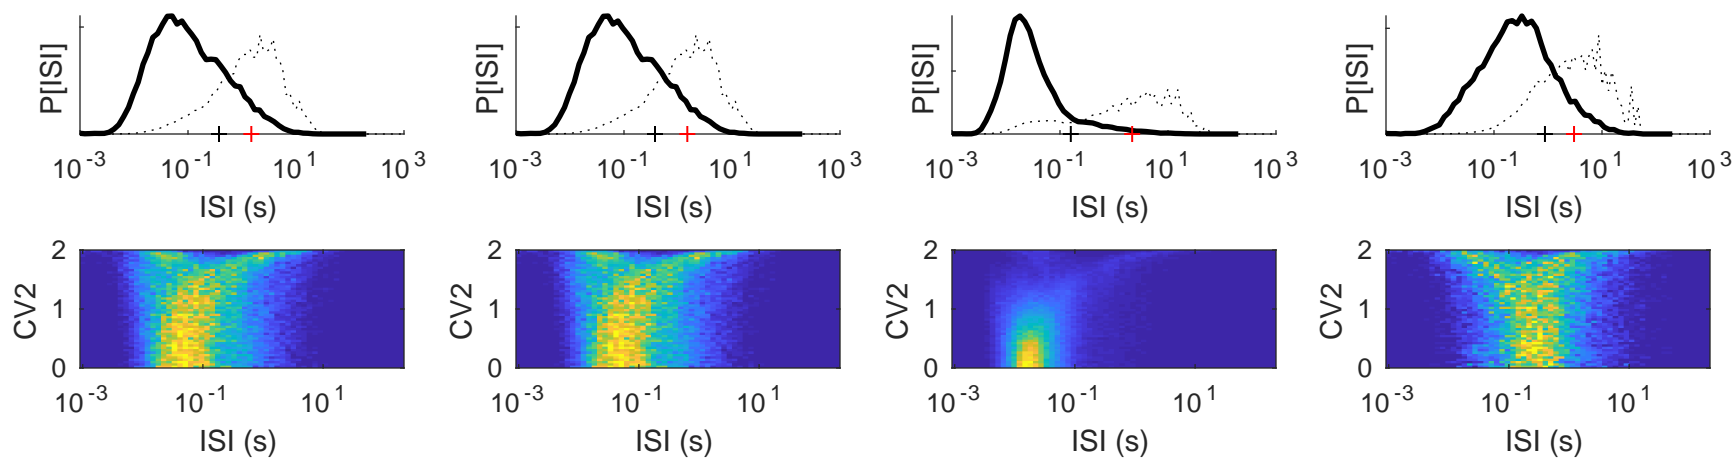 P[ISI] P[ISI] P[ISI] P[ISI]
10^-3 10^-1 10^1 10^3 10^-3 10^-1 10^1 10^3 10^-3 10^-1 10^1 10^3 10^-3 10^-1 10^1 10^3
ISI (s) ISI (s) ISI (s) ISI (s)
2 2 2 2
CV2 1 CV2 1 CV2 1 CV2 1
0 0 0 0
10^-3 10^-1 10^1 10^-3 10^-1 10^1 10^-3 10^-1 10^1 10^-3 10^-1 10^1
ISI (s) ISI (s) ISI (s) ISI (s)